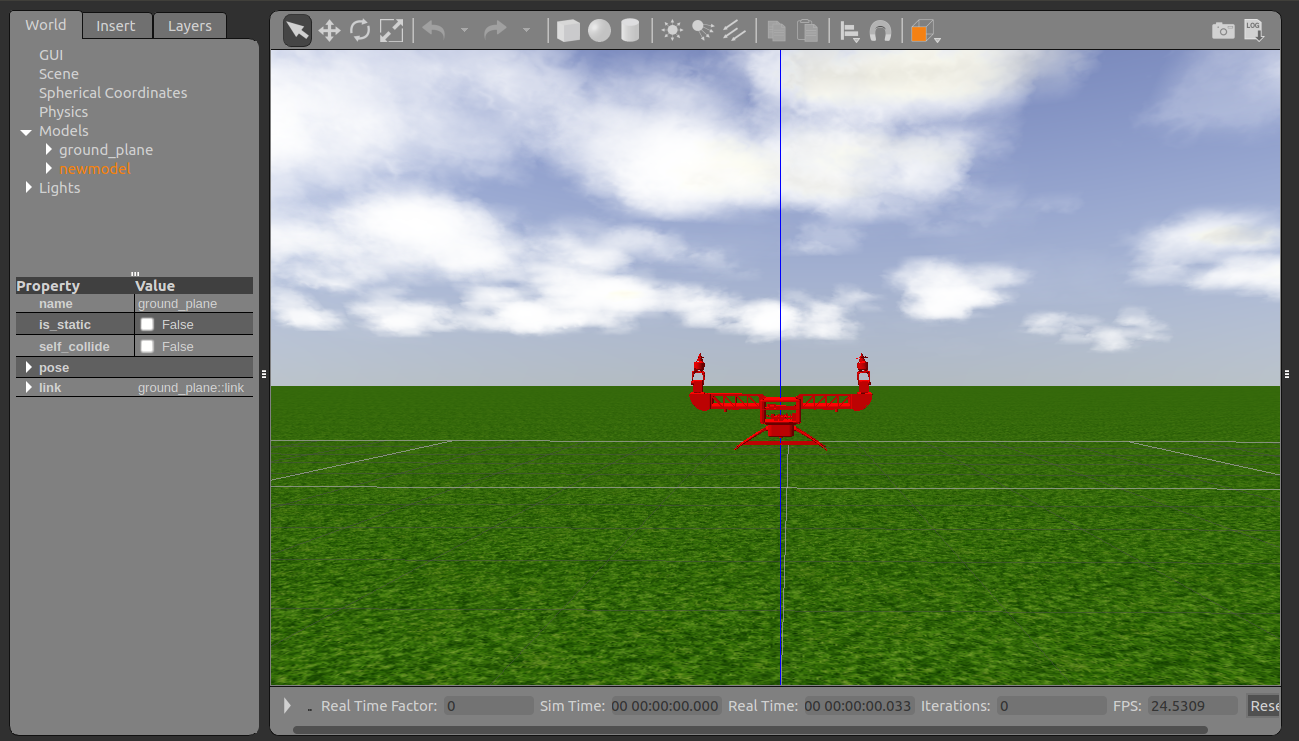 World Insert Layers
GUI
Scene
Spherical Coordinates
Physics
Models
ground_plane
newmodel
Lights
Property Value
name ground_plane
is_static False
self_collide False
pose
link ground_plane::link
LOG
Real Time Factor: 0 Sim Time: 00 00:00:00.000 Real Time: 00 00:00:00.033 Iterations: 0 FPS: 24.5309 Rese